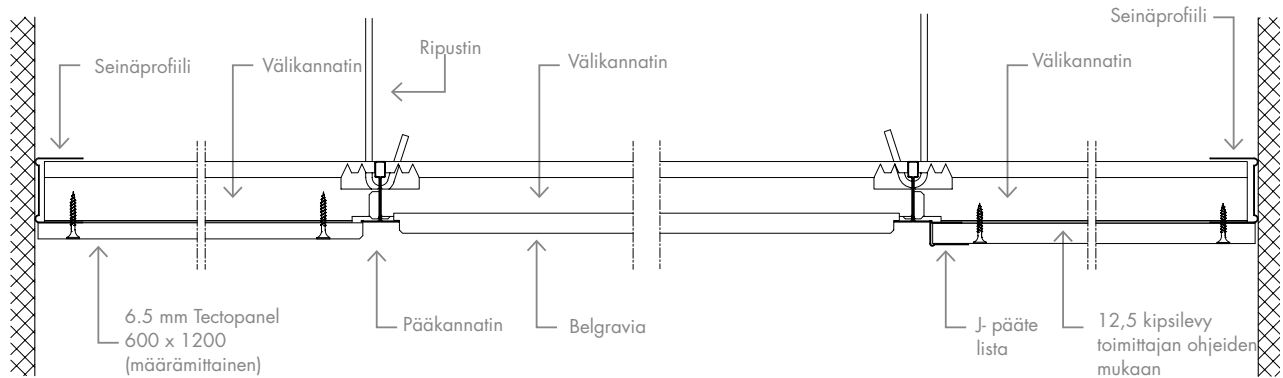 Seinäprofiili
Ripustin
Seinäprofiili
Välikannatin
Välikannatin
Välikannatin
6.5 mm Tectopanel
600 x 1200
(määrämittainen)
Pääkannatin
Belgravia
J- pääte
lista
12,5 kipsilevy
toimittajan ohjeiden
mukaan